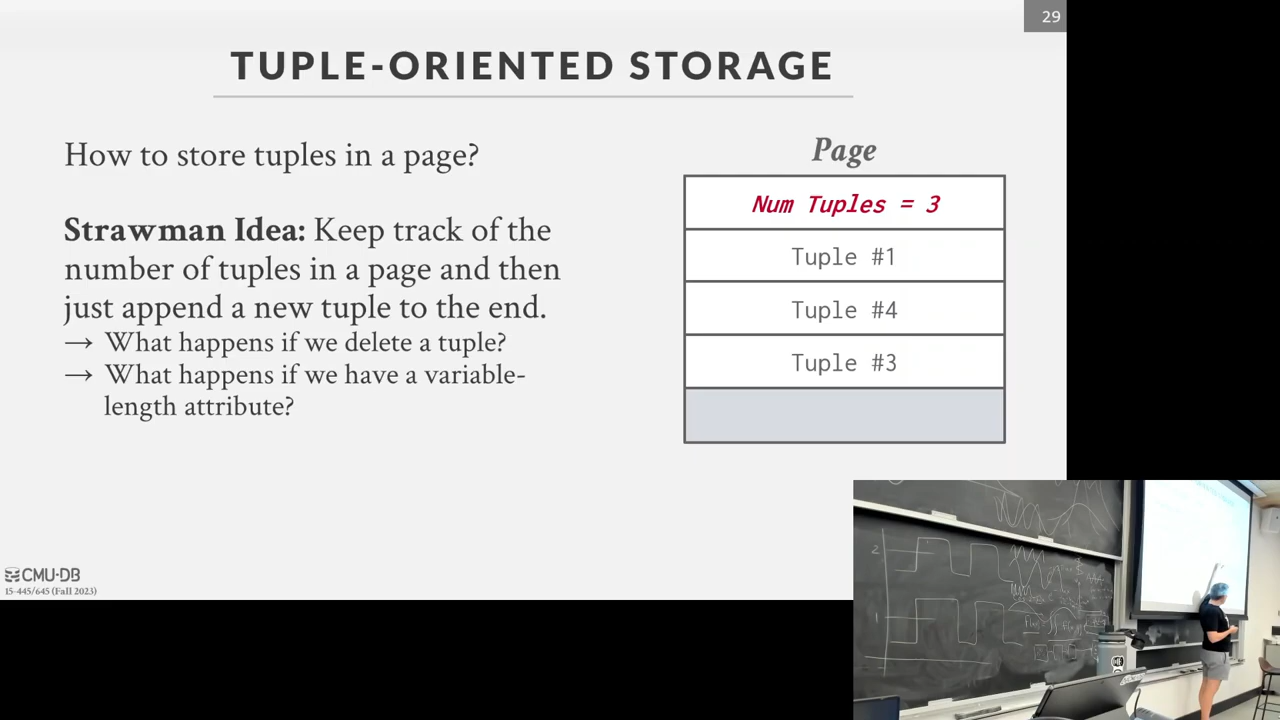 29
TUPLE-ORIENTED STORAGE
How to store tuples in a page?
Strawman Idea: Keep track of the
number of tuples in a page and then
just append a new tuple to the end.
→ What happens if we delete a tuple?
→ What happens if we have a variable-
length attribute?
Page
Num Tuples = 3
Tuple #1
Tuple #4
Tuple #3
CMU·DB
15-445/645 (Fall 2023)
2
1